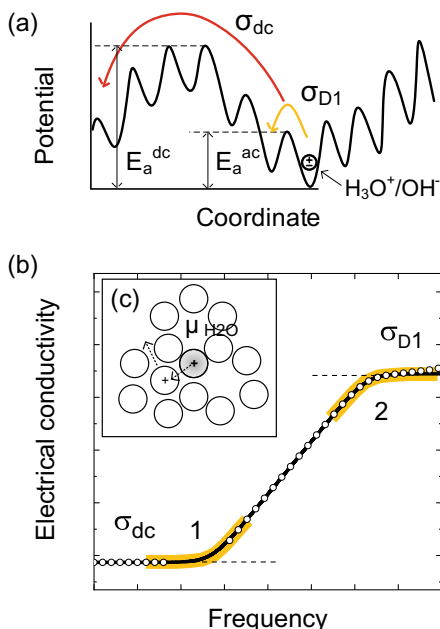 (a)
σdc
σD1
Potential
Ea^dc
Ea^ac
±
H3O+/OH-
Coordinate
(b)
(c)
μH2O
+
+
σD1
2
Electrical conductivity
σdc
1
Frequency